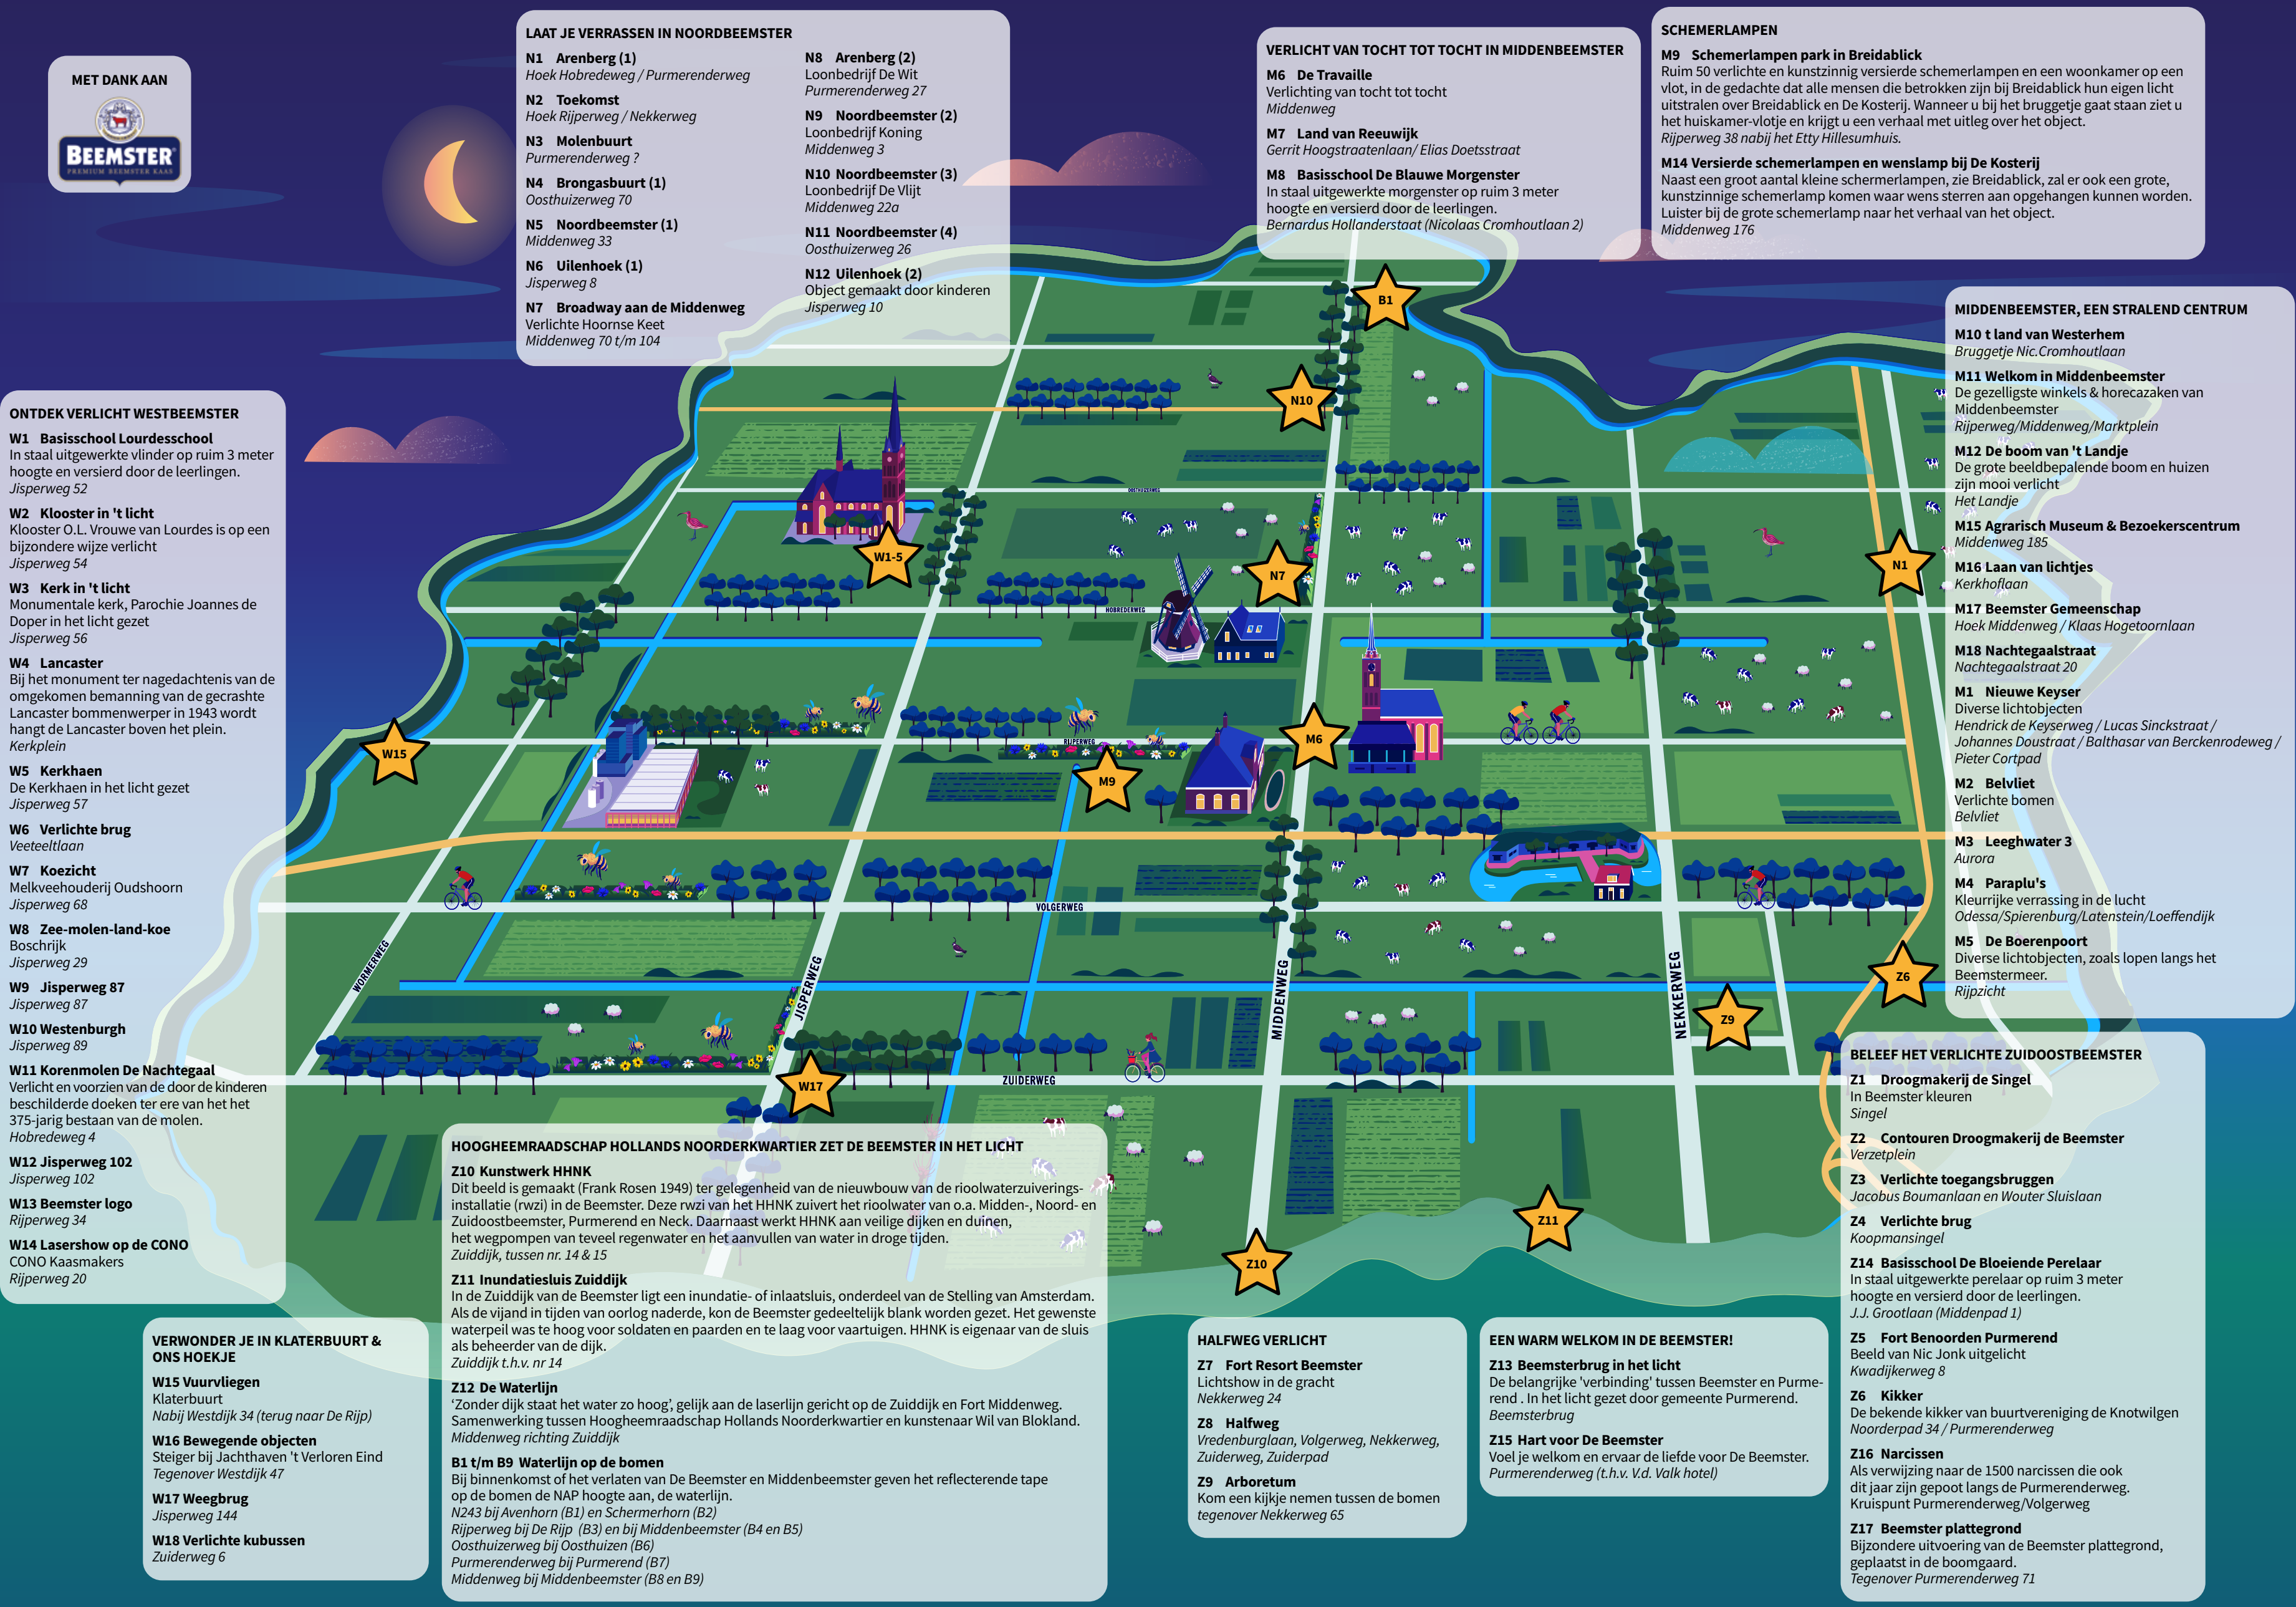 MET DANK AAN
BEEMSTER®
PREMIUM BEEMSTER KAAS
LAAT JE VERRASSEN IN NOORDBEEMSTER
N1 Arenberg (1)
Hoek Hobredeweg / Purmerenderweg
N2 Toekomst
Hoek Rijperweg / Nekkerweg
N3 Molenbuurt
Purmerenderweg ?
N4 Brongasbuurt (1)
Oosthuizerweg 70
N5 Noordbeemster (1)
Middenweg 33
N6 Uilenhoek (1)
Jisperweg 8
N7 Broadway aan de Middenweg
Verlichte Hoornse Keet
Middenweg 70 t/m 104
N8 Arenberg (2)
Loonbedrijf De Wit
Purmerenderweg 27
N9 Noordbeemster (2)
Loonbedrijf Koning
Middenweg 3
N10 Noordbeemster (3)
Loonbedrijf De Vlijt
Middenweg 22a
N11 Noordbeemster (4)
Oosthuizerweg 26
N12 Uilenhoek (2)
Object gemaakt door kinderen
Jisperweg 10
VERLICHT VAN TOCHT TOT TOCHT IN MIDDENBEEMSTER
M6 De Travaille
Verlichting van tocht tot tocht
Middenweg
M7 Land van Reeuwijk
Gerrit Hoogstraatenlaan/ Elias Doetsstraat
M8 Basisschool De Blauwe Morgenster
In staal uitgewerkte morgenster op ruim 3 meter
hoogte en versierd door de leerlingen.
Bernardus Hollanderstaat (Nicolaas Cromhoutlaan 2)
SCHEMERLAMPEN
M9 Schemerlampen park in Breidablick
Ruim 50 verlichte en kunstzinnig versierde schemerlampen en een woonkamer op een
vlot, in de gedachte dat alle mensen die betrokken zijn bij Breidablick hun eigen licht
uitstralen over Breidablick en De Kosterij. Wanneer u bij het bruggetje gaat staan ziet u
het huiskamer-vlotje en krijgt u een verhaal met uitleg over het object.
Rijperweg 38 nabij het Etty Hillesumhuis.
M14 Versierde schemerlampen en wenslamp bij De Kosterij
Naast een groot aantal kleine schermerlampen, zie Breidablick, zal er ook een grote,
kunstzinnige schemerlamp komen waar wens sterren aan opgehangen kunnen worden.
Luister bij de grote schemerlamp naar het verhaal van het object.
Middenweg 176
MIDDENBEEMSTER, EEN STRALEND CENTRUM
M10 t land van Westerhem
Bruggetje Nic.Cromhoutlaan
M11 Welkom in Middenbeemster
De gezelligste winkels & horecazaken van
Middenbeemster
Rijperweg/Middenweg/Marktplein
M12 De boom van 't Landje
De grote beeldbepalende boom en huizen
zijn mooi verlicht
Het Landje
M15 Agrarisch Museum & Bezoekerscentrum
Middenweg 185
M16 Laan van lichtjes
Kerkhoflaan
M17 Beemster Gemeenschap
Hoek Middenweg / Klaas Hogetoornlaan
M18 Nachtegaalstraat
Nachtegaalstraat 20
M1 Nieuwe Keyser
Diverse lichtobjecten
Hendrick de Keyserweg / Lucas Sinckstraat /
Johannes Doustraat / Balthasar van Berckenrodeweg /
Pieter Cortpad
M2 Belvliet
Verlichte bomen
Belvliet
M3 Leeghwater 3
Aurora
M4 Paraplu's
Kleurrijke verrassing in de lucht
Odessa/Spierenburg/Latenstein/Loeffendijk
M5 De Boerenpoort
Diverse lichtobjecten, zoals lopen langs het
Beemstermeer.
Rijpzicht
ONTDEK VERLICHT WESTBEEMSTER
W1 Basisschool Lourdesschool
In staal uitgewerkte vlinder op ruim 3 meter
hoogte en versierd door de leerlingen.
Jisperweg 52
W2 Klooster in 't licht
Klooster O.L. Vrouwe van Lourdes is op een
bijzondere wijze verlicht
Jisperweg 54
W3 Kerk in 't licht
Monumentale kerk, Parochie Joannes de
Doper in het licht gezet
Jisperweg 56
W4 Lancaster
Bij het monument ter nagedachtenis van de
omgekomen bemanning van de gecrashte
Lancaster bommenwerper in 1943 wordt
hangt de Lancaster boven het plein.
Kerkplein
W5 Kerkhaen
De Kerkhaen in het licht gezet
Jisperweg 57
W6 Verlichte brug
Veeteeltlaan
W7 Koezicht
Melkveehouderij Oudshoorn
Jisperweg 68
W8 Zee-molen-land-koe
Boschrijk
Jisperweg 29
W9 Jisperweg 87
Jisperweg 87
W10 Westenburgh
Jisperweg 89
W11 Korenmolen De Nachtegaal
Verlicht en voorzien van de door de kinderen
beschilderde doeken ter ere van het het
375-jarig bestaan van de molen.
Hobredeweg 4
W12 Jisperweg 102
Jisperweg 102
W13 Beemster logo
Rijperweg 34
W14 Lasershow op de CONO
CONO Kaasmakers
Rijperweg 20
B1
N10
OOSTHUIZERWEG
W1-5
N7
N1
HOBREDERWEG
W15
RIJPERWEG
M6
M9
VOLGERWEG
WORMERWEG
JISPERWEG
MIDDENWEG
NEKKERWEG
Z6
Z9
W17
ZUIDERWEG
Z11
Z10
HOOGHEEMRAADSCHAP HOLLANDS NOORDERKWARTIER ZET DE BEEMSTER IN HET LICHT
Z10 Kunstwerk HHNK
Dit beeld is gemaakt (Frank Rosen 1949) ter gelegenheid van de nieuwbouw van de rioolwaterzuiverings-
installatie (rwzi) in de Beemster. Deze rwzi van het HHNK zuivert het rioolwater van o.a. Midden-, Noord- en
Zuidoostbeemster, Purmerend en Neck. Daarnaast werkt HHNK aan veilige dijken en duinen,
het wegpompen van teveel regenwater en het aanvullen van water in droge tijden.
Zuiddijk, tussen nr. 14 & 15
Z11 Inundatiesluis Zuiddijk
In de Zuiddijk van de Beemster ligt een inundatie- of inlaatsluis, onderdeel van de Stelling van Amsterdam.
Als de vijand in tijden van oorlog naderde, kon de Beemster gedeeltelijk blank worden gezet. Het gewenste
waterpeil was te hoog voor soldaten en paarden en te laag voor vaartuigen. HHNK is eigenaar van de sluis
als beheerder van de dijk.
Zuiddijk t.h.v. nr 14
Z12 De Waterlijn
‘Zonder dijk staat het water zo hoog’, gelijk aan de laserlijn gericht op de Zuiddijk en Fort Middenweg.
Samenwerking tussen Hoogheemraadschap Hollands Noorderkwartier en kunstenaar Wil van Blokland.
Middenweg richting Zuiddijk
B1 t/m B9 Waterlijn op de bomen
Bij binnenkomst of het verlaten van De Beemster en Middenbeemster geven het reflecterende tape
op de bomen de NAP hoogte aan, de waterlijn.
N243 bij Avenhorn (B1) en Schermerhorn (B2)
Rijperweg bij De Rijp (B3) en bij Middenbeemster (B4 en B5)
Oosthuizerweg bij Oosthuizen (B6)
Purmerenderweg bij Purmerend (B7)
Middenweg bij Middenbeemster (B8 en B9)
VERWONDER JE IN KLATERBUURT &
ONS HOEKJE
W15 Vuurvliegen
Klaterbuurt
Nabij Westdijk 34 (terug naar De Rijp)
W16 Bewegende objecten
Steiger bij Jachthaven 't Verloren Eind
Tegenover Westdijk 47
W17 Weegbrug
Jisperweg 144
W18 Verlichte kubussen
Zuiderweg 6
HALFWEG VERLICHT
Z7 Fort Resort Beemster
Lichtshow in de gracht
Nekkerweg 24
Z8 Halfweg
Vredenburglaan, Volgerweg, Nekkerweg,
Zuiderweg, Zuiderpad
Z9 Arboretum
Kom een kijkje nemen tussen de bomen
tegenover Nekkerweg 65
EEN WARM WELKOM IN DE BEEMSTER!
Z13 Beemsterbrug in het licht
De belangrijke 'verbinding' tussen Beemster en Purme-
rend . In het licht gezet door gemeente Purmerend.
Beemsterbrug
Z15 Hart voor De Beemster
Voel je welkom en ervaar de liefde voor De Beemster.
Purmerenderweg (t.h.v. V.d. Valk hotel)
BELEEF HET VERLICHTE ZUIDOOSTBEEMSTER
Z1 Droogmakerij de Singel
In Beemster kleuren
Singel
Z2 Contouren Droogmakerij de Beemster
Verzetplein
Z3 Verlichte toegangsbruggen
Jacobus Boumanlaan en Wouter Sluislaan
Z4 Verlichte brug
Koopmansingel
Z14 Basisschool De Bloeiende Perelaar
In staal uitgewerkte perelaar op ruim 3 meter
hoogte en versierd door de leerlingen.
J.J. Grootlaan (Middenpad 1)
Z5 Fort Benoorden Purmerend
Beeld van Nic Jonk uitgelicht
Kwadijkerweg 8
Z6 Kikker
De bekende kikker van buurtvereniging de Knotwilgen
Noorderpad 34 / Purmerenderweg
Z16 Narcissen
Als verwijzing naar de 1500 narcissen die ook
dit jaar zijn gepoot langs de Purmerenderweg.
Kruispunt Purmerenderweg/Volgerweg
Z17 Beemster plattegrond
Bijzondere uitvoering van de Beemster plattegrond,
geplaatst in de boomgaard.
Tegenover Purmerenderweg 71